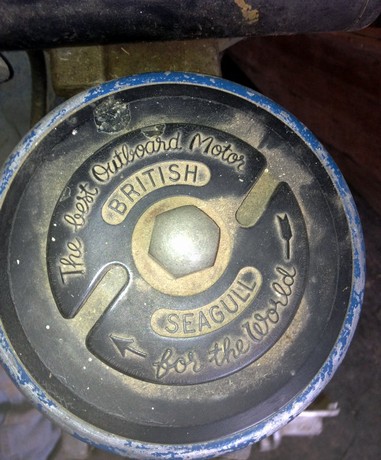 The best Outboard Motor
BRITISH
SEAGULL
for the World